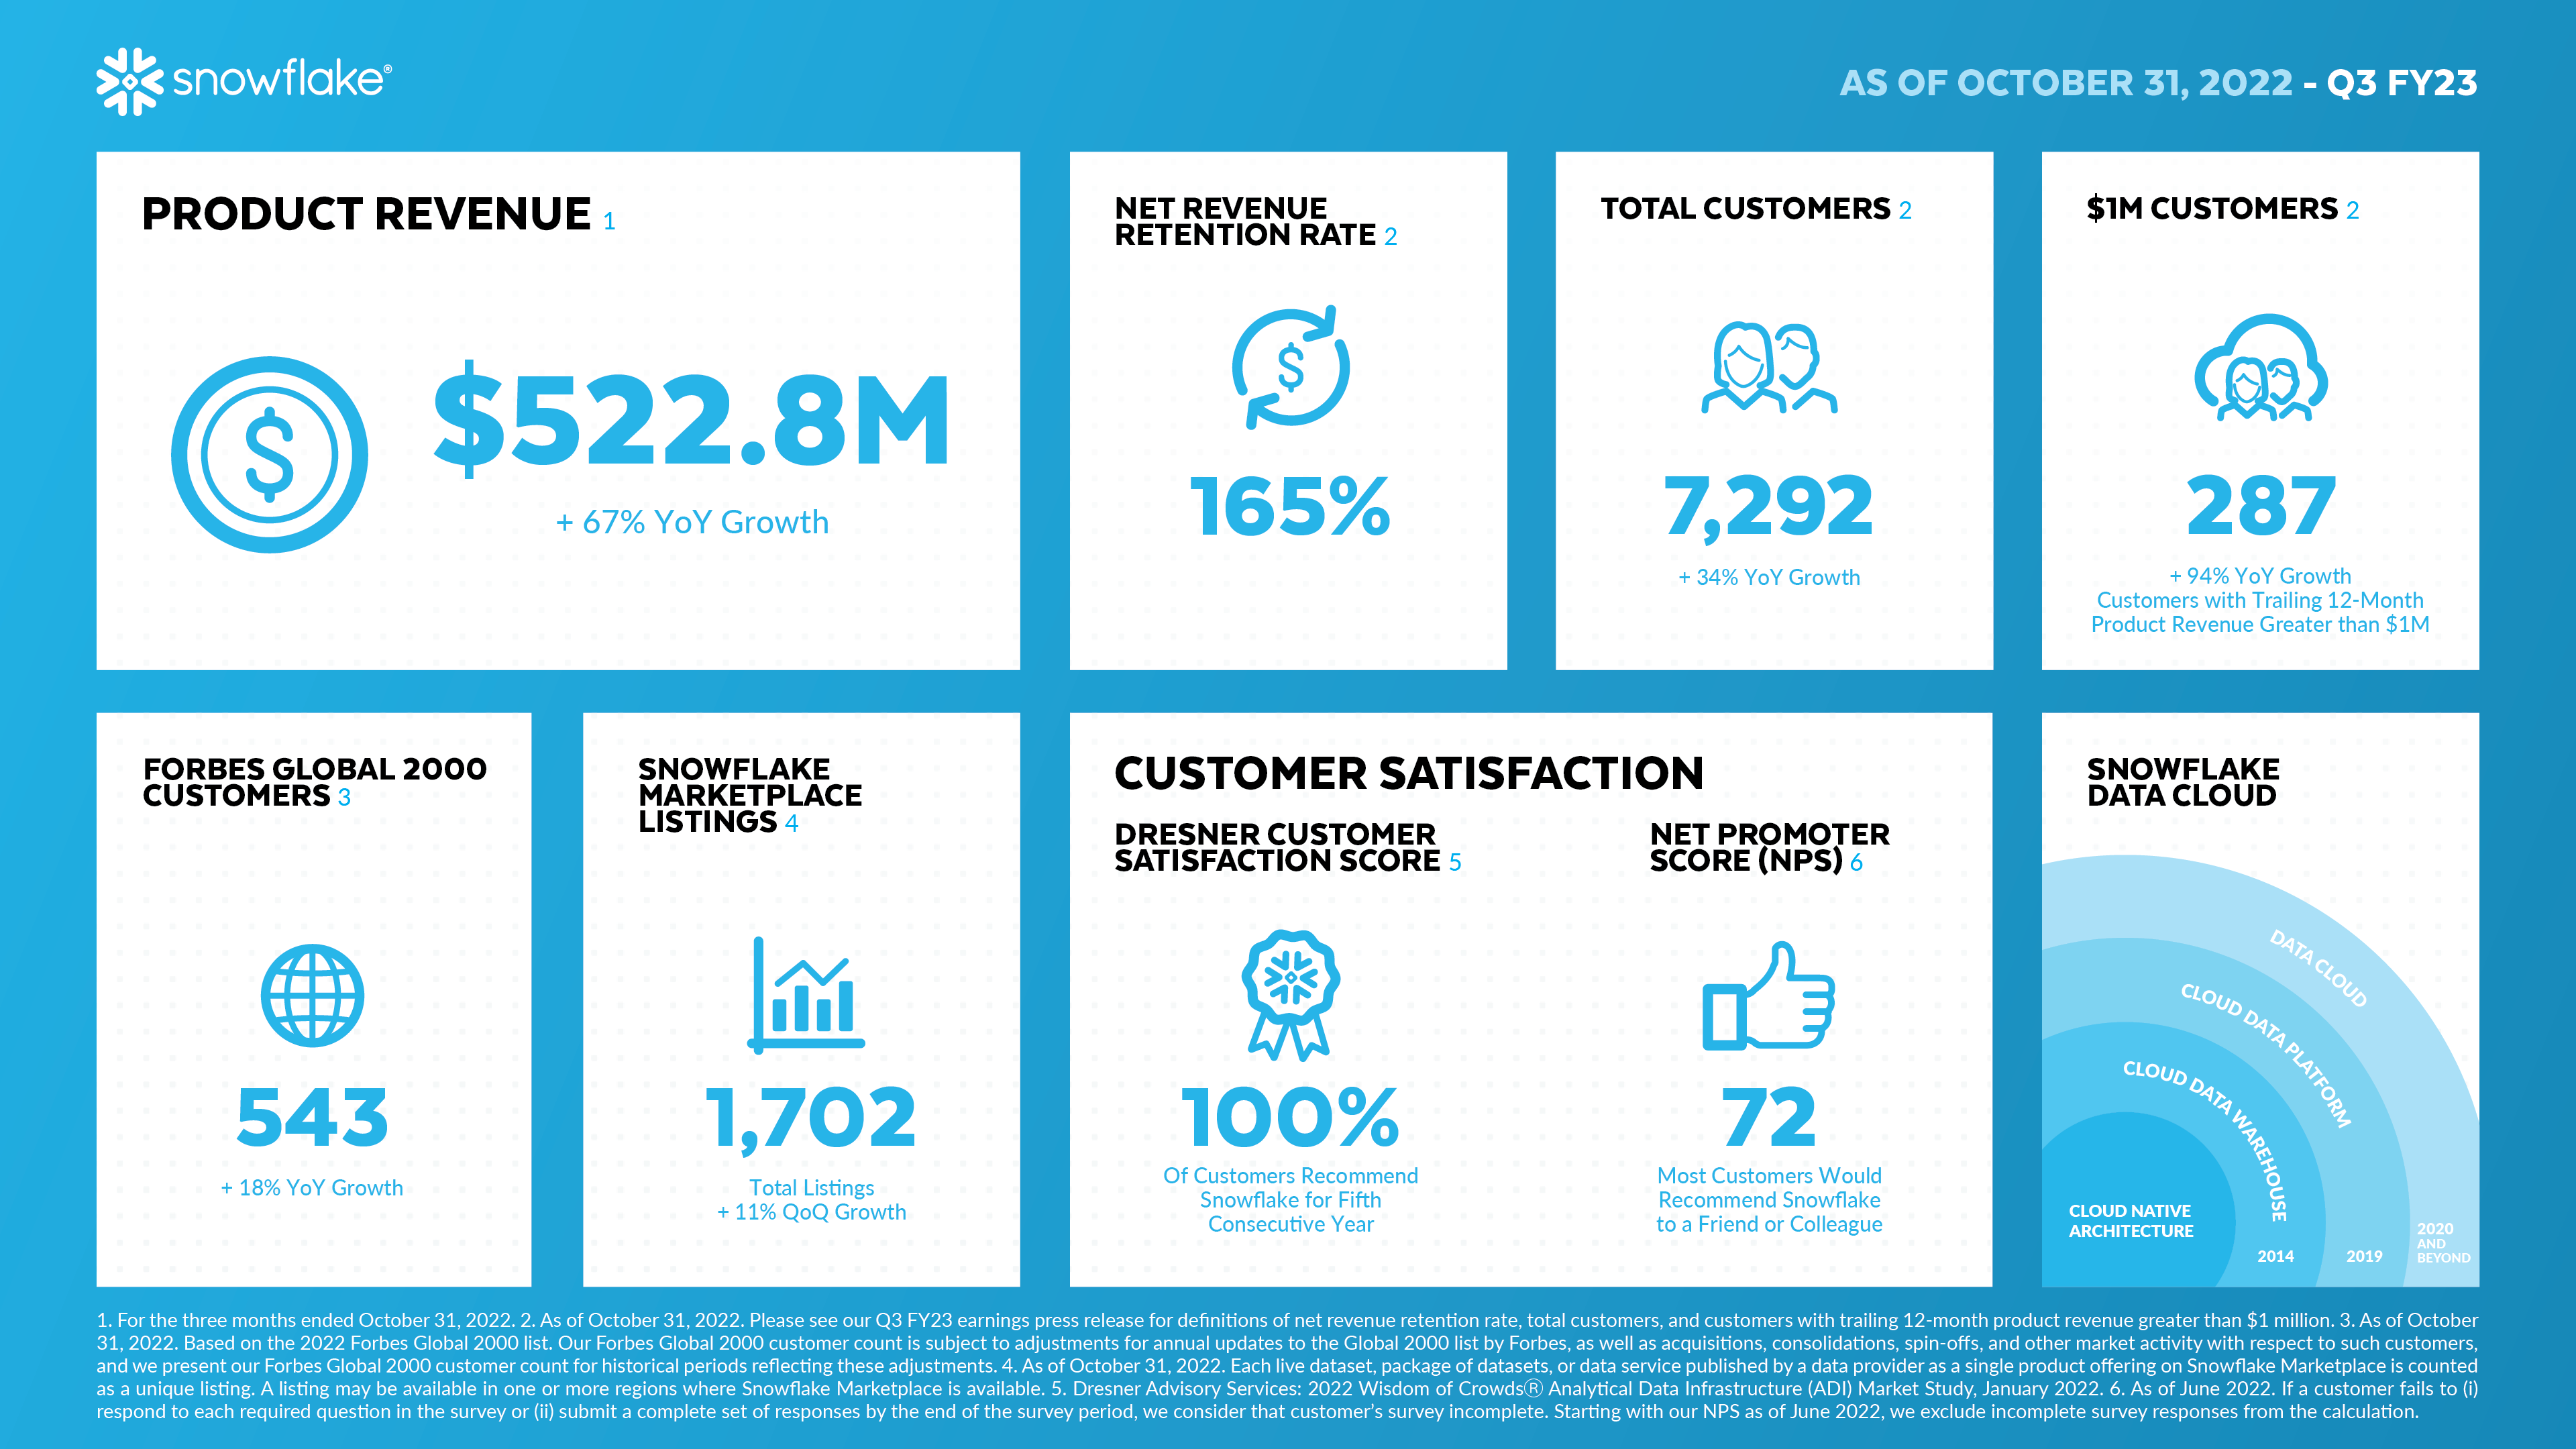 snowflake®
AS OF OCTOBER 31, 2022 - Q3 FY23
PRODUCT REVENUE 1
$522.8M
+ 67% YoY Growth
NET REVENUE
RETENTION RATE 2
165%
TOTAL CUSTOMERS 2
7,292
+ 34% YoY Growth
$1M CUSTOMERS 2
287
+ 94% YoY Growth
Customers with Trailing 12-Month
Product Revenue Greater than $1M
FORBES GLOBAL 2000
CUSTOMERS 3
543
+ 18% YoY Growth
SNOWFLAKE
MARKETPLACE
LISTINGS 4
1,702
Total Listings
+ 11% QoQ Growth
CUSTOMER SATISFACTION
DRESNER CUSTOMER
SATISFACTION SCORE 5
100%
Of Customers Recommend
Snowflake for Fifth
Consecutive Year
NET PROMOTER
SCORE (NPS) 6
72
Most Customers Would
Recommend Snowflake
to a Friend or Colleague
SNOWFLAKE
DATA CLOUD
DATA CLOUD
CLOUD DATA PLATFORM
CLOUD DATA WAREHOUSE
CLOUD NATIVE
ARCHITECTURE
2014
2019
2020
AND
BEYOND
1. For the three months ended October 31, 2022. 2. As of October 31, 2022. Please see our Q3 FY23 earnings press release for definitions of net revenue retention rate, total customers, and customers with trailing 12-month product revenue greater than $1 million. 3. As of October
31, 2022. Based on the 2022 Forbes Global 2000 list. Our Forbes Global 2000 customer count is subject to adjustments for annual updates to the Global 2000 list by Forbes, as well as acquisitions, consolidations, spin-offs, and other market activity with respect to such customers,
and we present our Forbes Global 2000 customer count for historical periods reflecting these adjustments. 4. As of October 31, 2022. Each live dataset, package of datasets, or data service published by a data provider as a single product offering on Snowflake Marketplace is counted
as a unique listing. A listing may be available in one or more regions where Snowflake Marketplace is available. 5. Dresner Advisory Services: 2022 Wisdom of CrowdsⓇ Analytical Data Infrastructure (ADI) Market Study, January 2022. 6. As of June 2022. If a customer fails to (i)
respond to each required question in the survey or (ii) submit a complete set of responses by the end of the survey period, we consider that customer's survey incomplete. Starting with our NPS as of June 2022, we exclude incomplete survey responses from the calculation.